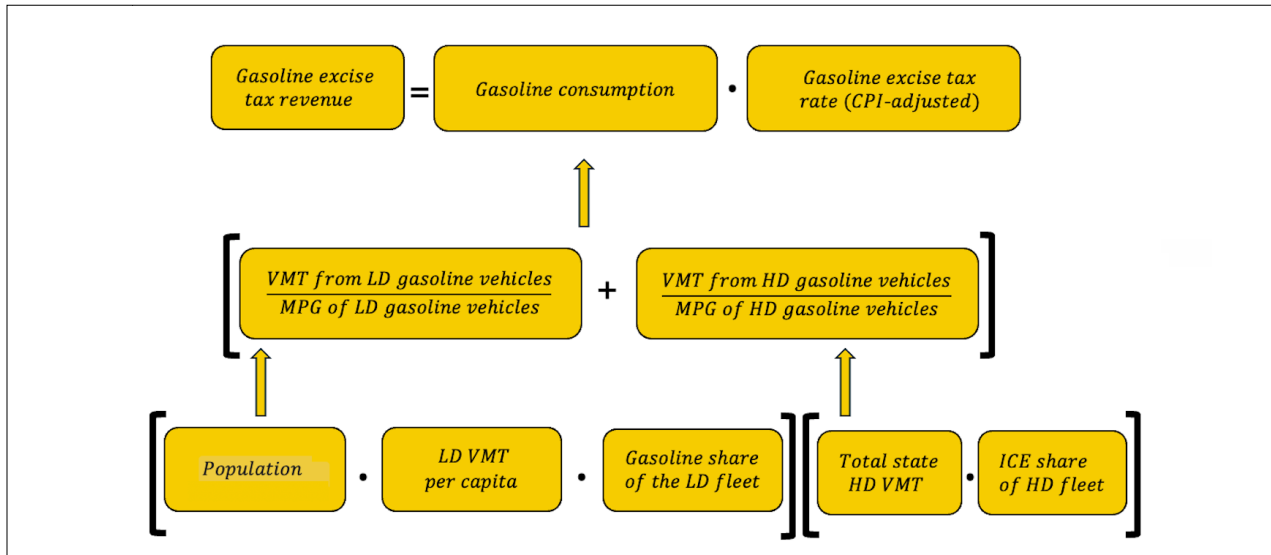 Gasoline excise
tax revenue
=
Gasoline consumption
·
Gasoline excise tax
rate (CPI-adjusted)
[
VMT from LD gasoline vehicles
MPG of LD gasoline vehicles
+
VMT from HD gasoline vehicles
MPG of HD gasoline vehicles
]
[
Population
·
LD VMT
per capita
·
Gasoline share
of the LD fleet
]
[
Total state
HD VMT
·
ICE share
of HD fleet
]